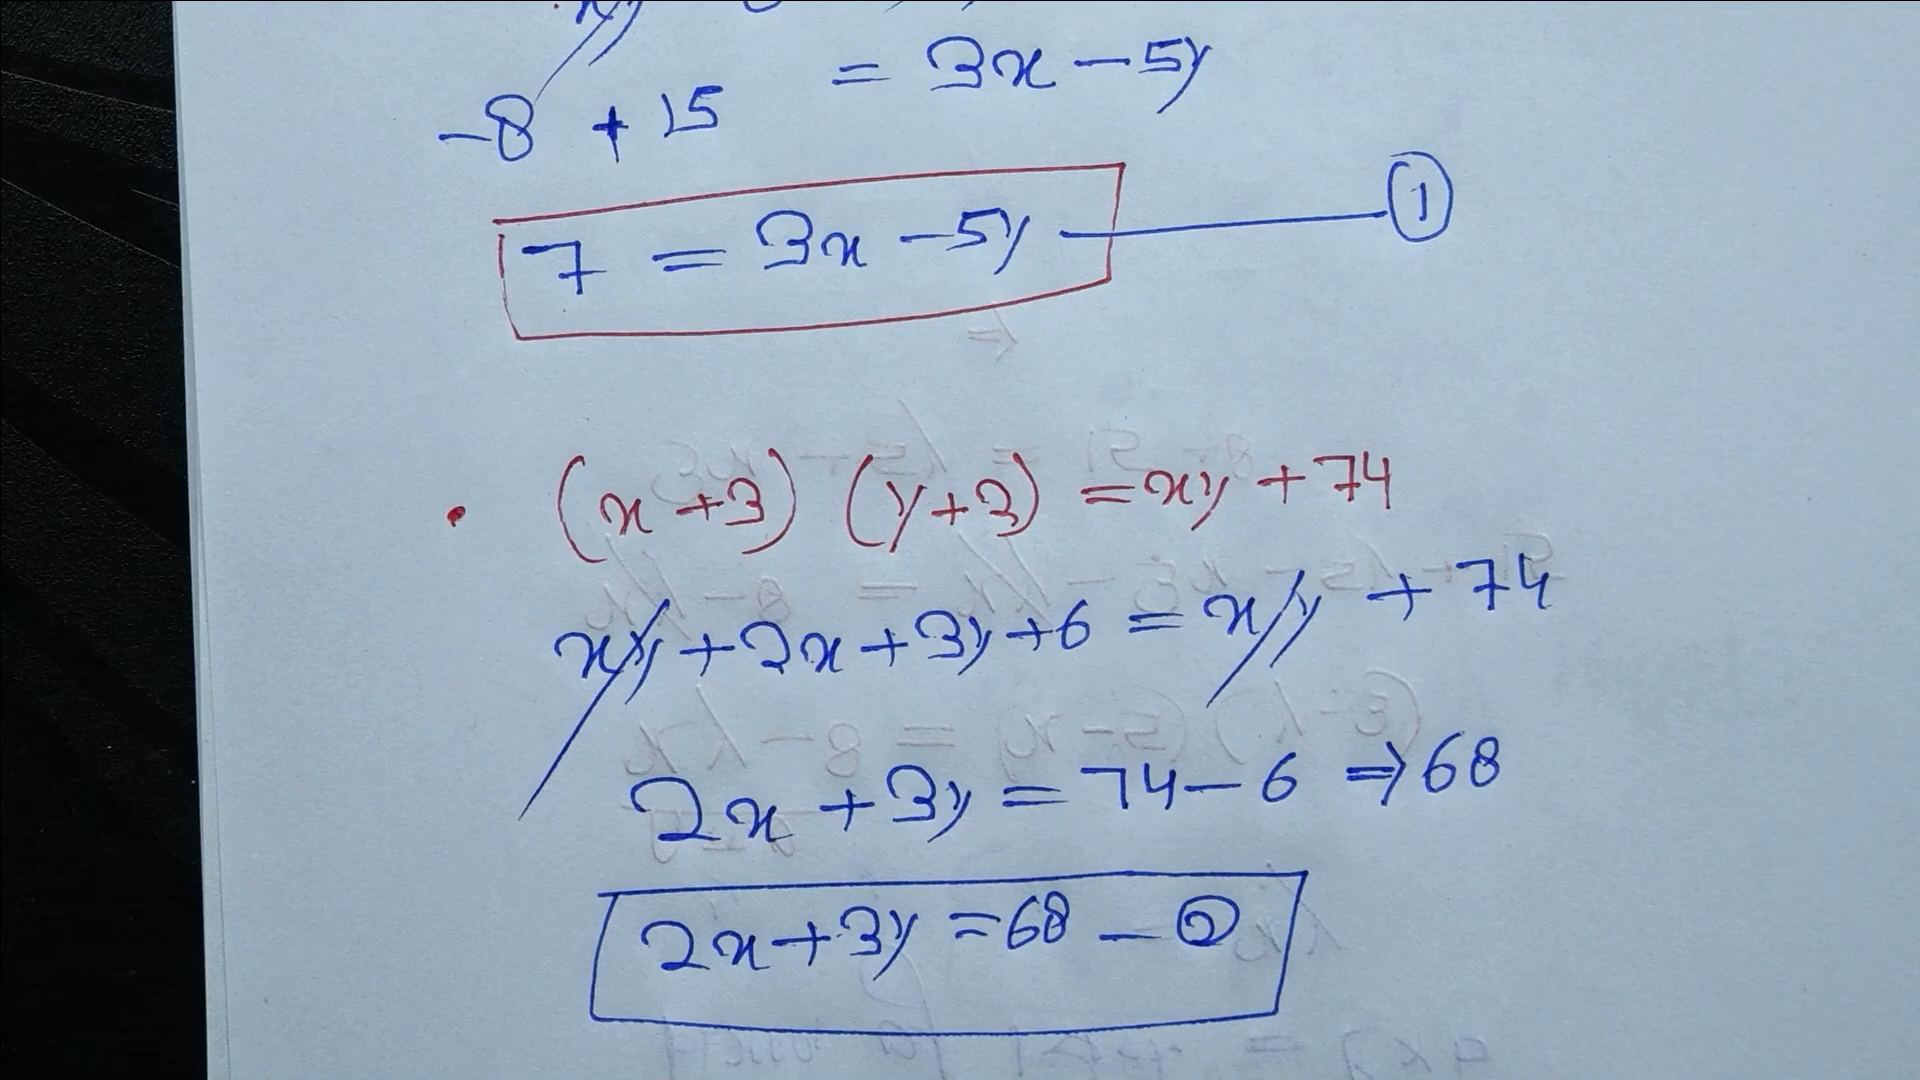 -8 + 15 = 3x - 5y
7 = 3x - 5y — 1
• (x + 3) (y + 3) = xy + 74
xy + 2x + 3y + 6 = xy + 74
2x + 3y = 74 - 6 ⇒ 68
2x + 3y = 68 - 2